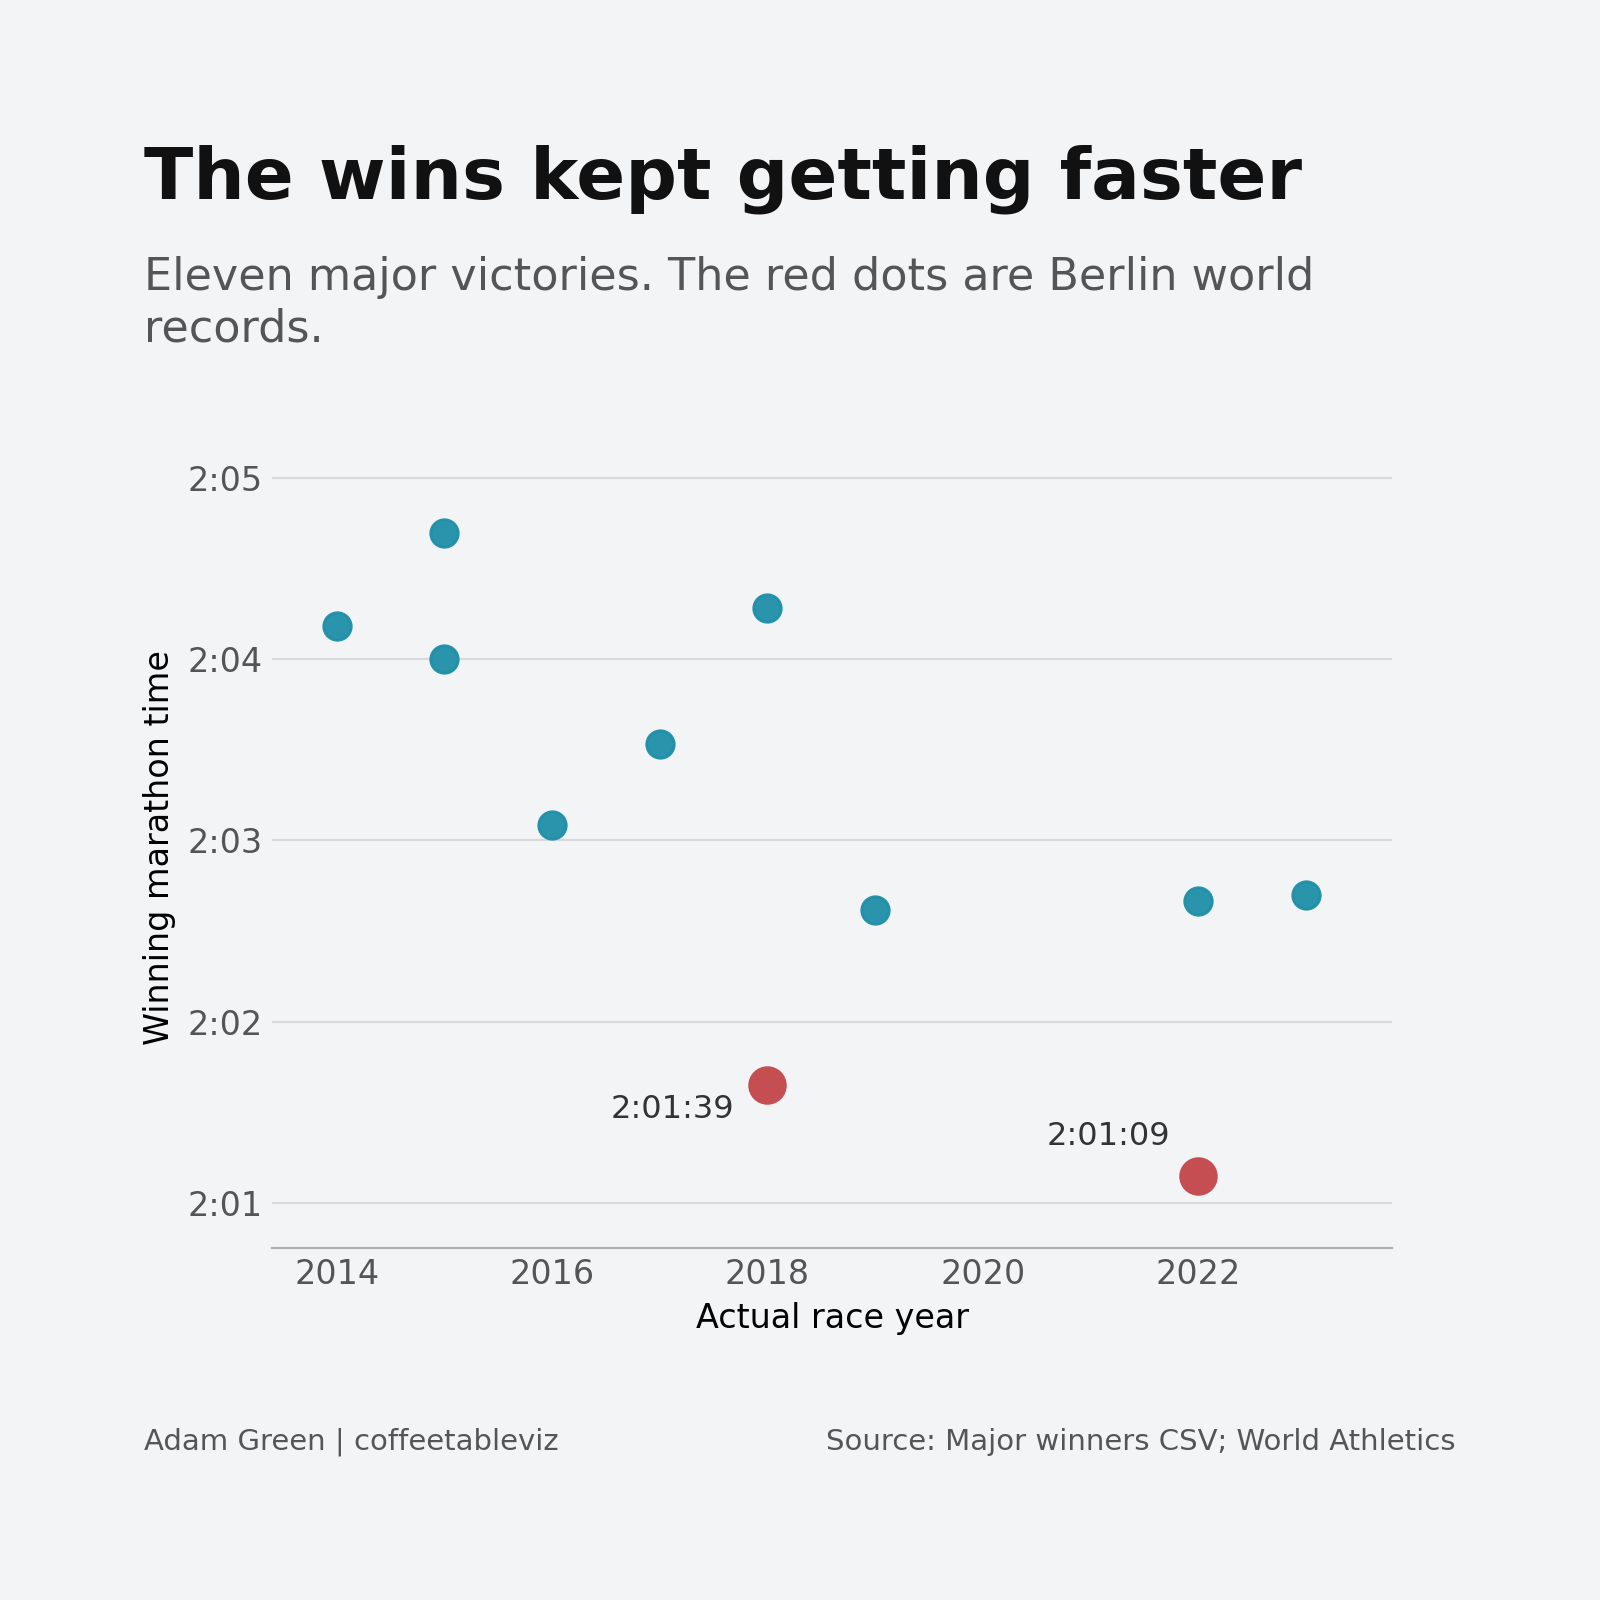 The wins kept getting faster
Eleven major victories. The red dots are Berlin world
records.
2:05
2:04
2:03
2:02
2:01
Winning marathon time
2:01:39
2:01:09
2014 2016 2018 2020 2022
Actual race year
Adam Green | coffeetableviz
Source: Major winners CSV; World Athletics